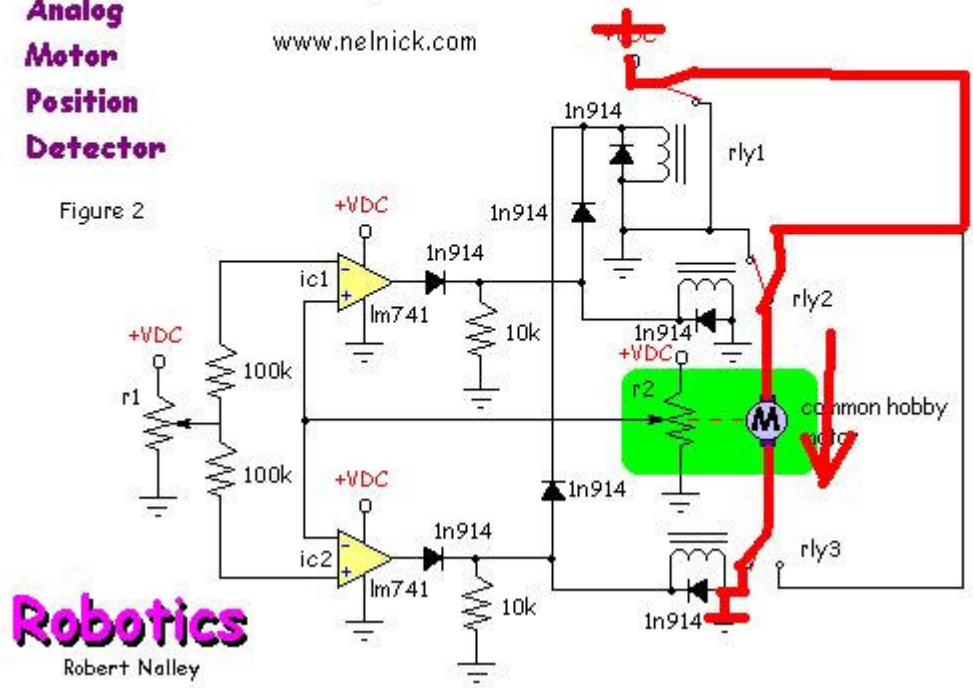 Analog
Motor
Position
Detector
www.nelnick.com
Figure 2
+VDC
1n914
rly1
+VDC
1n914
1n914
ic1
-
+
lm741
10k
1n914
rly2
+VDC
r1
100k
+VDC
r2
M
common hobby
100k
+VDC
1n914
1n914
rly3
ic2
-
+
lm741
10k
1n914
Robotics
Robert Nalley